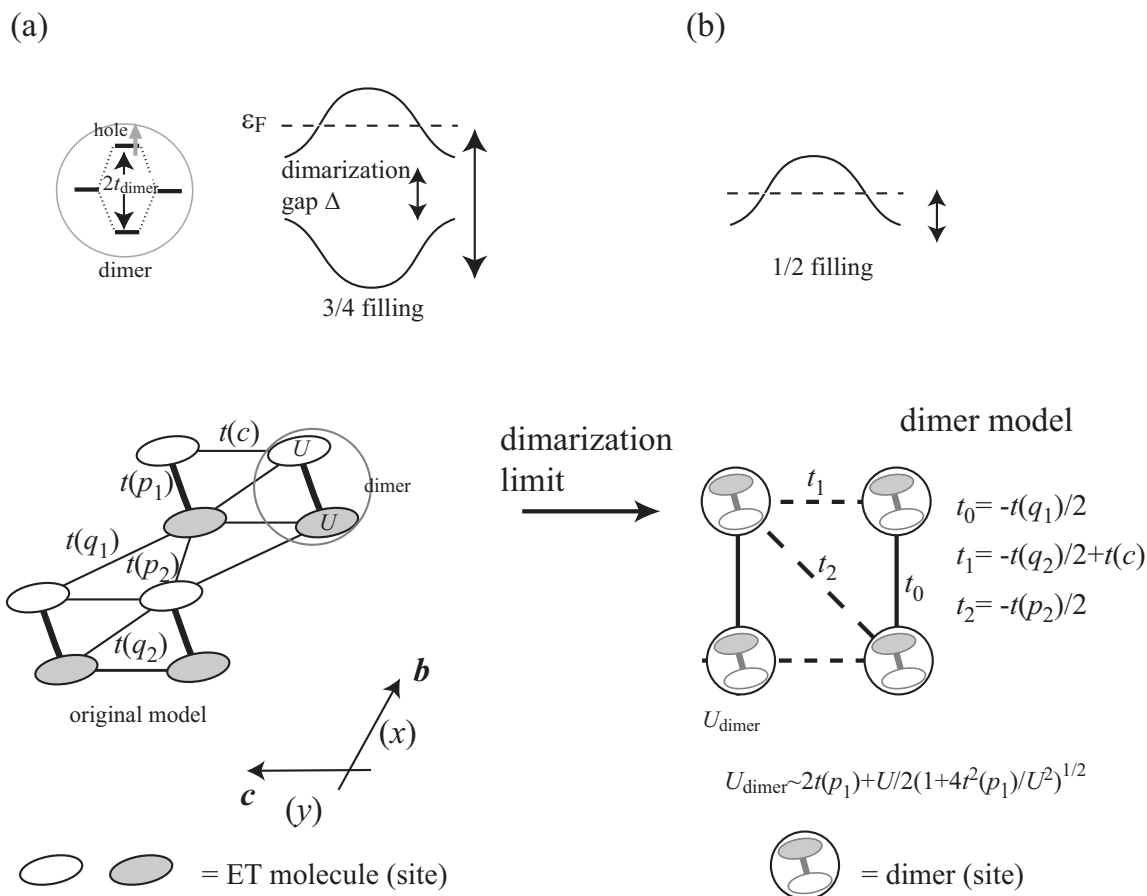 (a)
(b)
hole
2t_dimer
dimer
ε_F
dimarization
gap Δ
3/4 filling
1/2 filling
t(c)
U
t(p_1)
dimer
U
t(q_1)
t(p_2)
t(q_2)
original model
b
(x)
c
(y)
dimarization
limit
dimer model
t_1
t_0= -t(q_1)/2
t_1= -t(q_2)/2+t(c)
t_2
t_0
t_2= -t(p_2)/2
U_dimer
U_dimer~2t(p_1)+U/2(1+4t^2(p_1)/U^2)^1/2
= ET molecule (site)
= dimer (site)